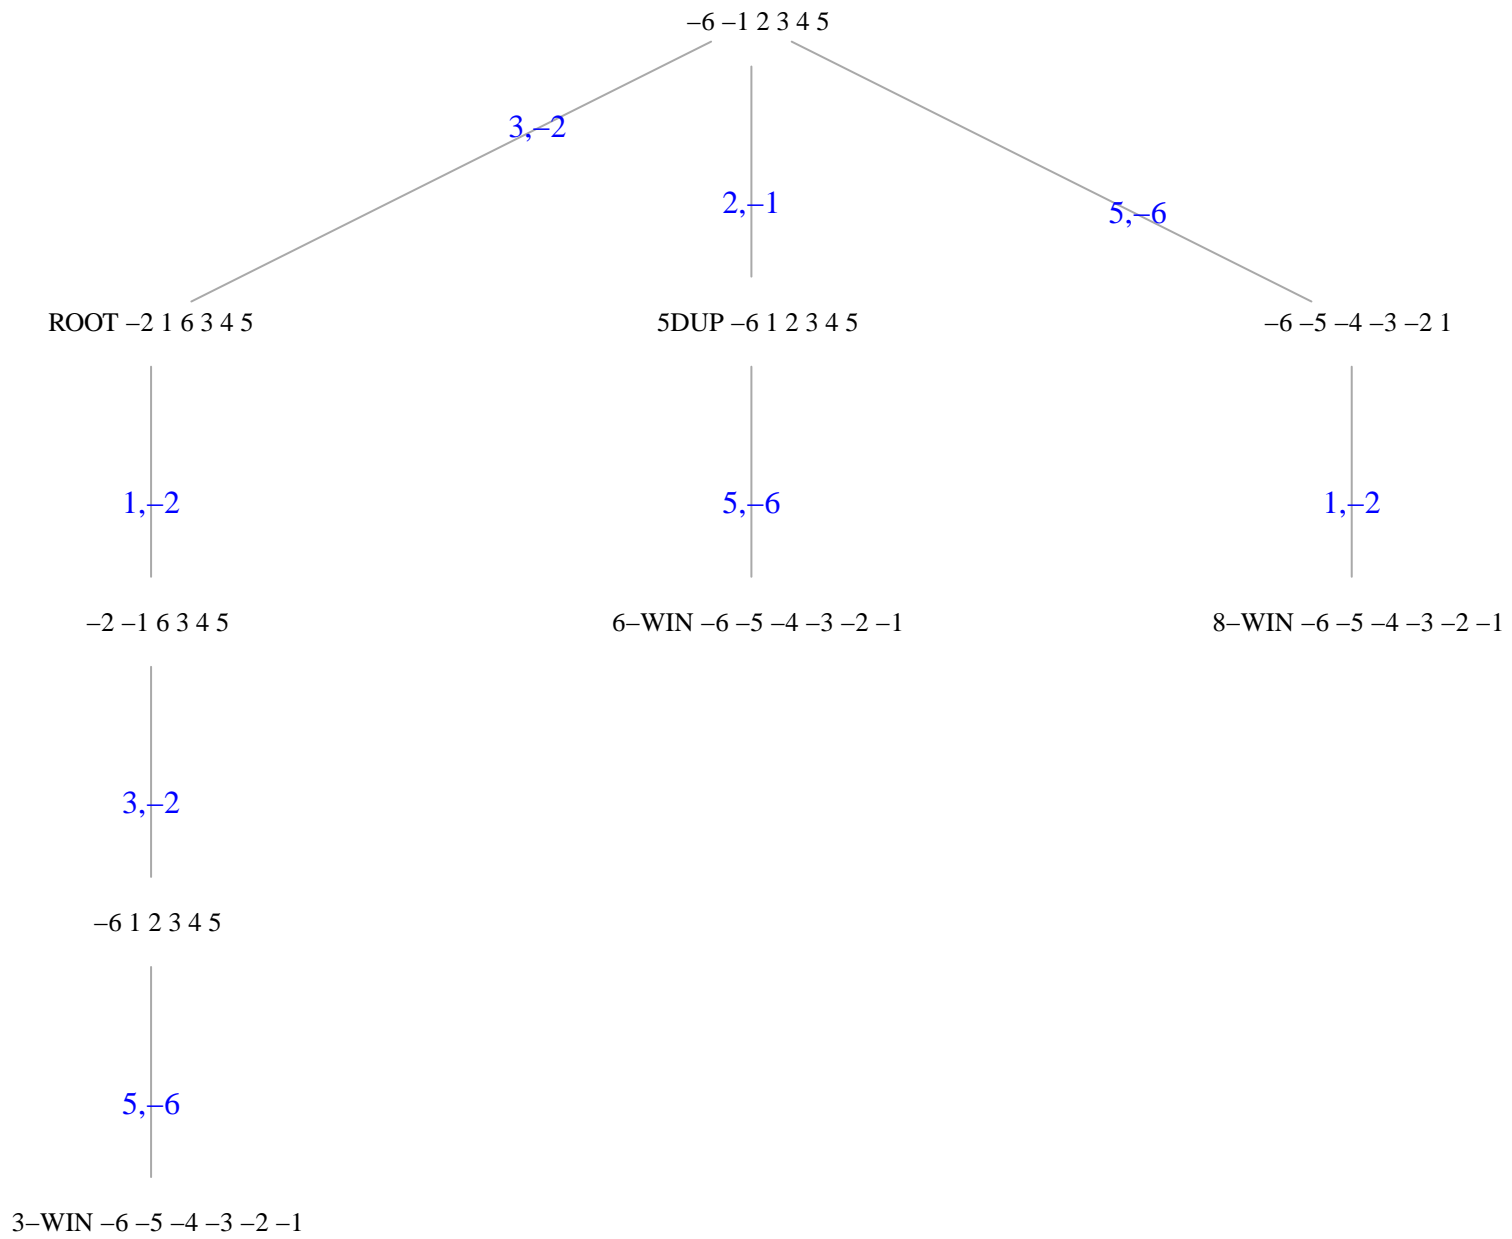 –6 –1 2 3 4 5
3,–2
2,–1
5,–6
ROOT –2 1 6 3 4 5
5DUP –6 1 2 3 4 5
–6 –5 –4 –3 –2 1
1,–2
5,–6
1,–2
–2 –1 6 3 4 5
6–WIN –6 –5 –4 –3 –2 –1
8–WIN –6 –5 –4 –3 –2 –1
3,–2
–6 1 2 3 4 5
5,–6
3–WIN –6 –5 –4 –3 –2 –1